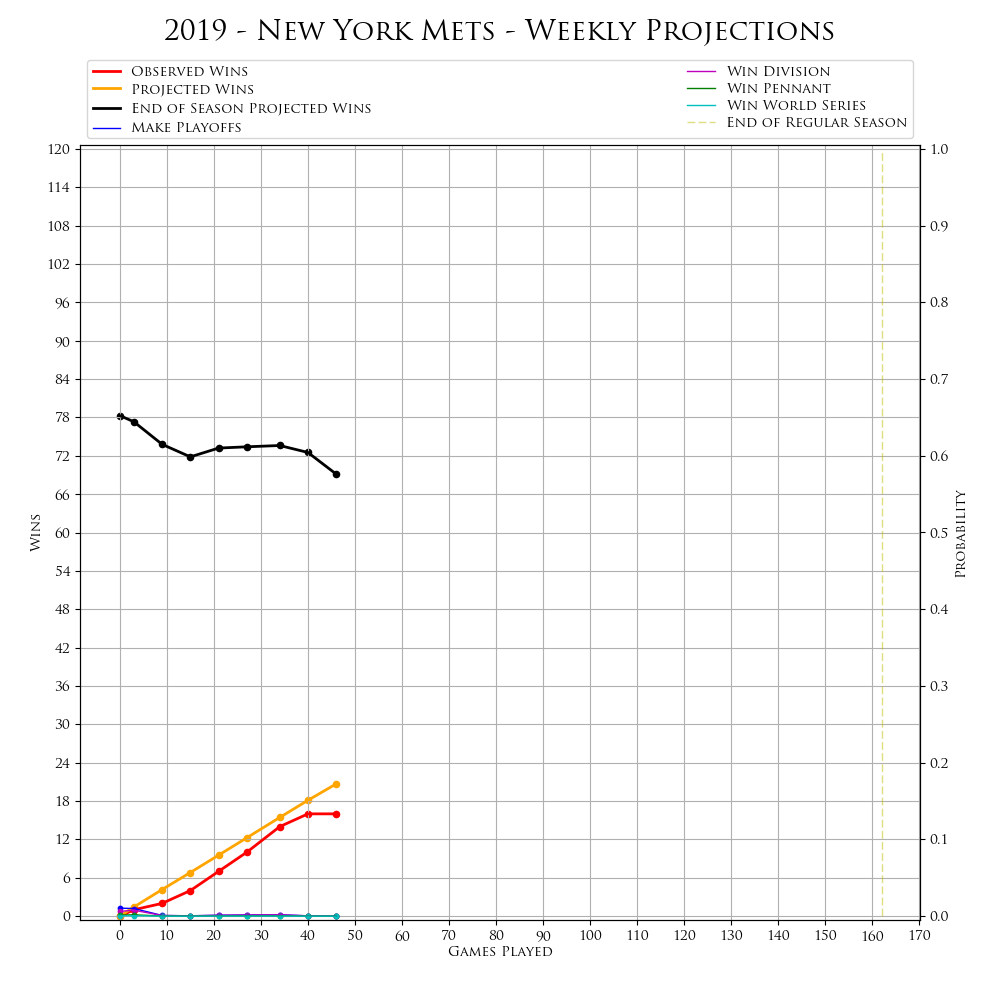 2019 - New York Mets - Weekly Projections
Observed Wins
Projected Wins
End of Season Projected Wins
Make Playoffs
Win Division
Win Pennant
Win World Series
End of Regular Season
120
114
108
102
96
90
84
78
72
66
60
54
48
42
36
30
24
18
12
6
0
Wins
1.0
0.9
0.8
0.7
0.6
0.5
0.4
0.3
0.2
0.1
0.0
Probability
0 10 20 30 40 50 60 70 80 90 100 110 120 130 140 150 160 170
Games Played